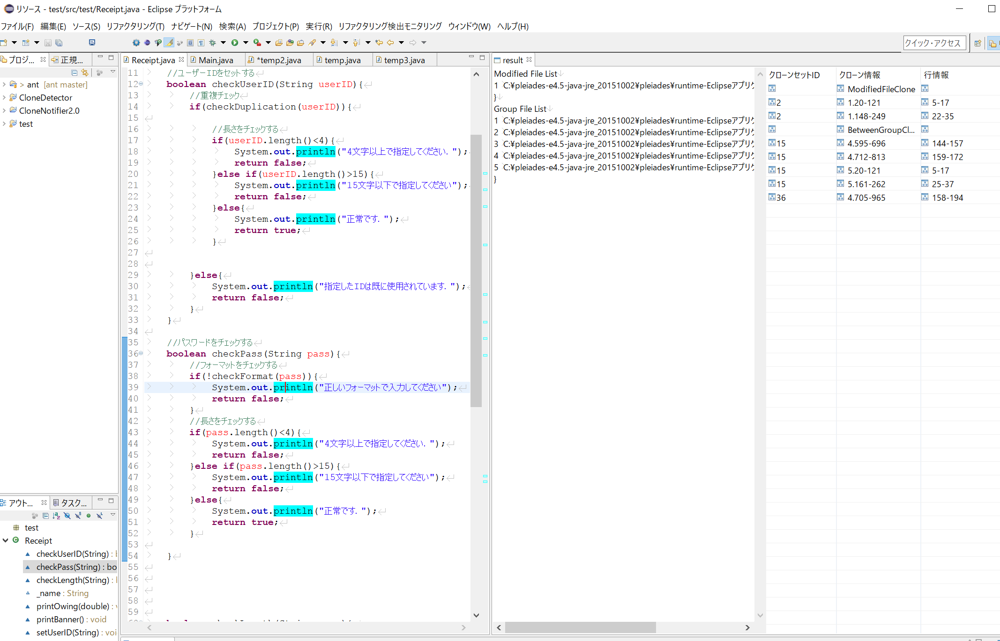 リソース - test/src/test/Receipt.java - Eclipse プラットフォーム
ファイル(F) 編集(E) ソース(S) リファクタリング(T) ナビゲート(N) 検索(A) プロジェクト(P) 実行(R) リファクタリング検出モニタリング ウィンドウ(W) ヘルプ(H)
クイック・アクセス
プロジ... 正規...
> ant [ant master]
CloneDetector
CloneNotifier2.0
test
アウト... タスク...
test
Receipt
checkUserID(String) :
checkPass(String) : bo
checkLength(String) :
_name : String
printOwing(double) :
printBanner() : void
setUserID(String) : voi
Receipt.java Main.java *temp2.java temp.java temp3.java
11 //ユーザーIDをセットする
12 boolean checkUserID(String userID){
13 //重複チェック
14 if(checkDuplication(userID)){
15
16 //長さをチェックする
17 if(userID.length()<4){
18 System.out.println("4文字以上で指定してください．");
19 return false;
20 }else if(userID.length()>15){
21 System.out.println("15文字以下で指定してください");
22 return false;
23 }else{
24 System.out.println("正常です．");
25 return true;
26 }
27
28
29 }else{
30 System.out.println("指定したIDは既に使用されています．");
31 return false;
32 }
33 }
34
35 //パスワードをチェックする
36 boolean checkPass(String pass){
37 //フォーマットをチェックする
38 if(!checkFormat(pass)){
39 System.out.println("正しいフォーマットで入力してください");
40 return false;
41 }
42 //長さをチェックする
43 if(pass.length()<4){
44 System.out.println("4文字以上で指定してください．");
45 return false;
46 }else if(pass.length()>15){
47 System.out.println("15文字以下で指定してください");
48 return false;
49 }else{
50 System.out.println("正常です．");
51 return true;
52 }
53
54 }
55
56
57
58
59
result
Modified File List
1 C:¥pleiades-e4.5-java-jre_20151002¥pleiades¥runtime-Eclipseアプリケ
}
Group File List
1 C:¥pleiades-e4.5-java-jre_20151002¥pleiades¥runtime-Eclipseアプリケ
2 C:¥pleiades-e4.5-java-jre_20151002¥pleiades¥runtime-Eclipseアプリケ
3 C:¥pleiades-e4.5-java-jre_20151002¥pleiades¥runtime-Eclipseアプリケ
4 C:¥pleiades-e4.5-java-jre_20151002¥pleiades¥runtime-Eclipseアプリケ
5 C:¥pleiades-e4.5-java-jre_20151002¥pleiades¥runtime-Eclipseアプリケ
}
クローンセットID クローン情報 行情報
ModifiedFileClone
2 1.20-121 5-17
2 1.148-249 22-35
BetweenGroupCl...
15 4.595-696 144-157
15 4.712-813 159-172
15 5.20-121 5-17
15 5.161-262 25-37
36 4.705-965 158-194